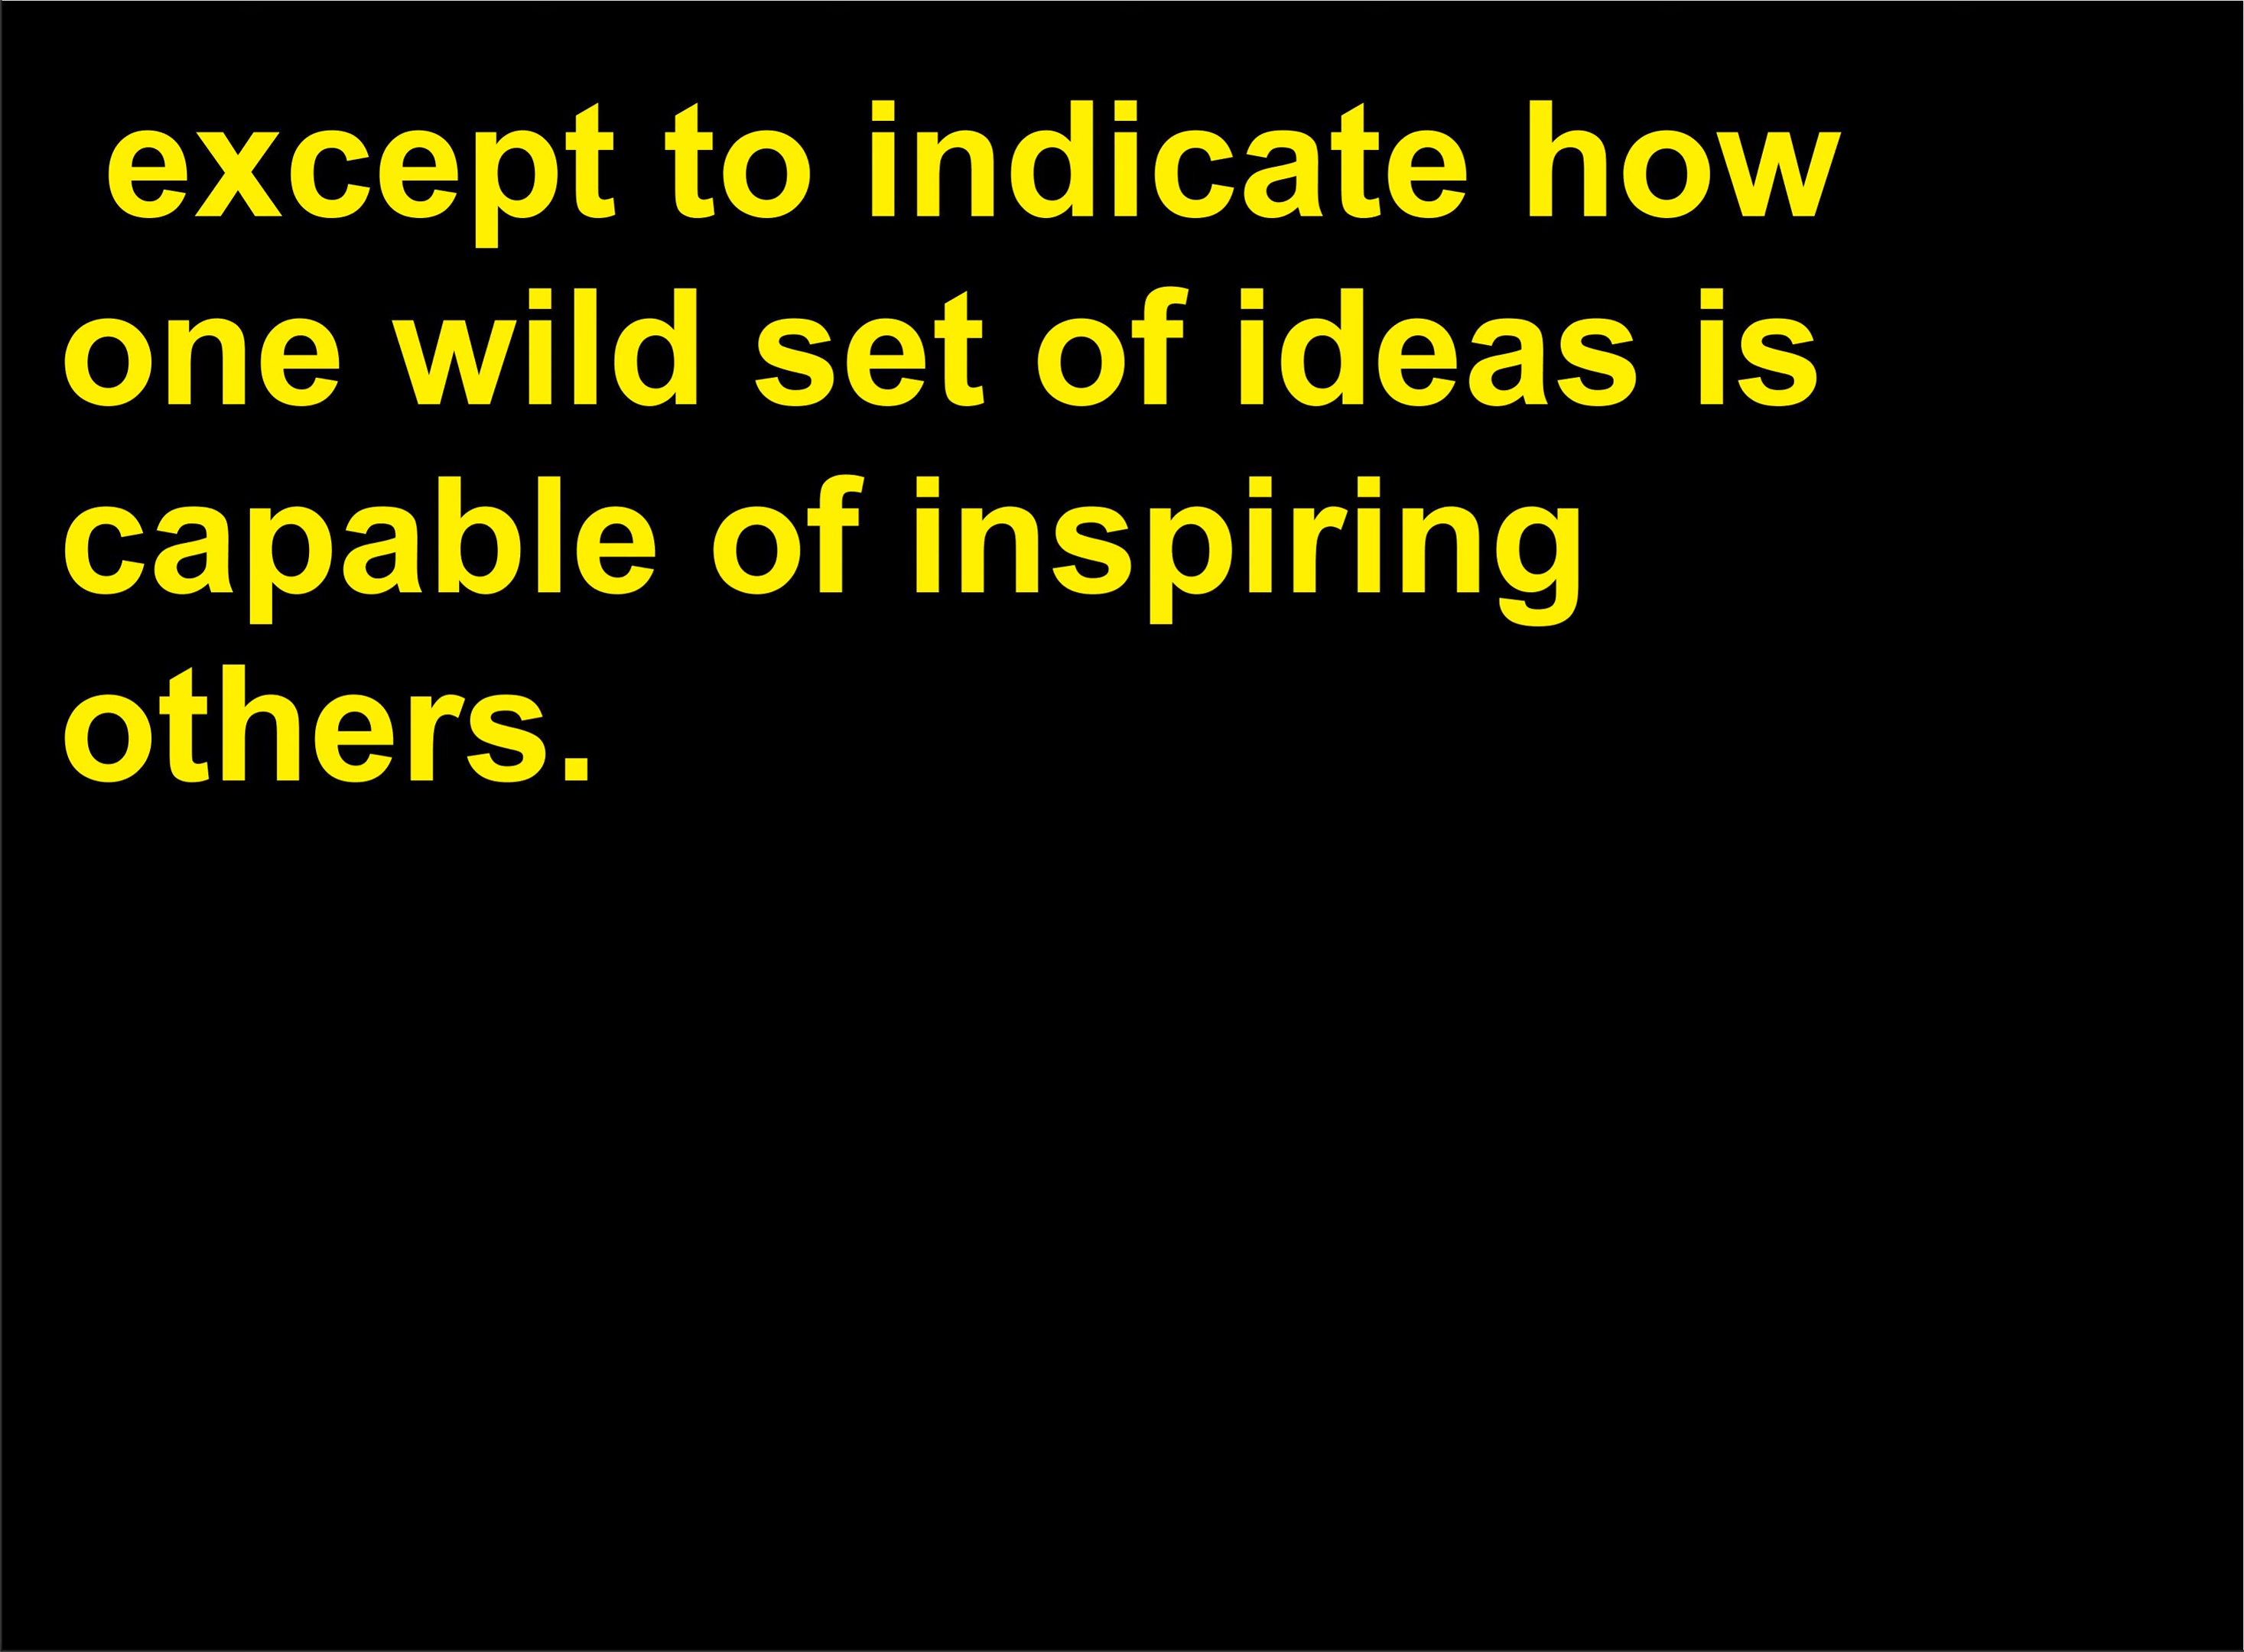 except to indicate how
one wild set of ideas is
capable of inspiring
others.